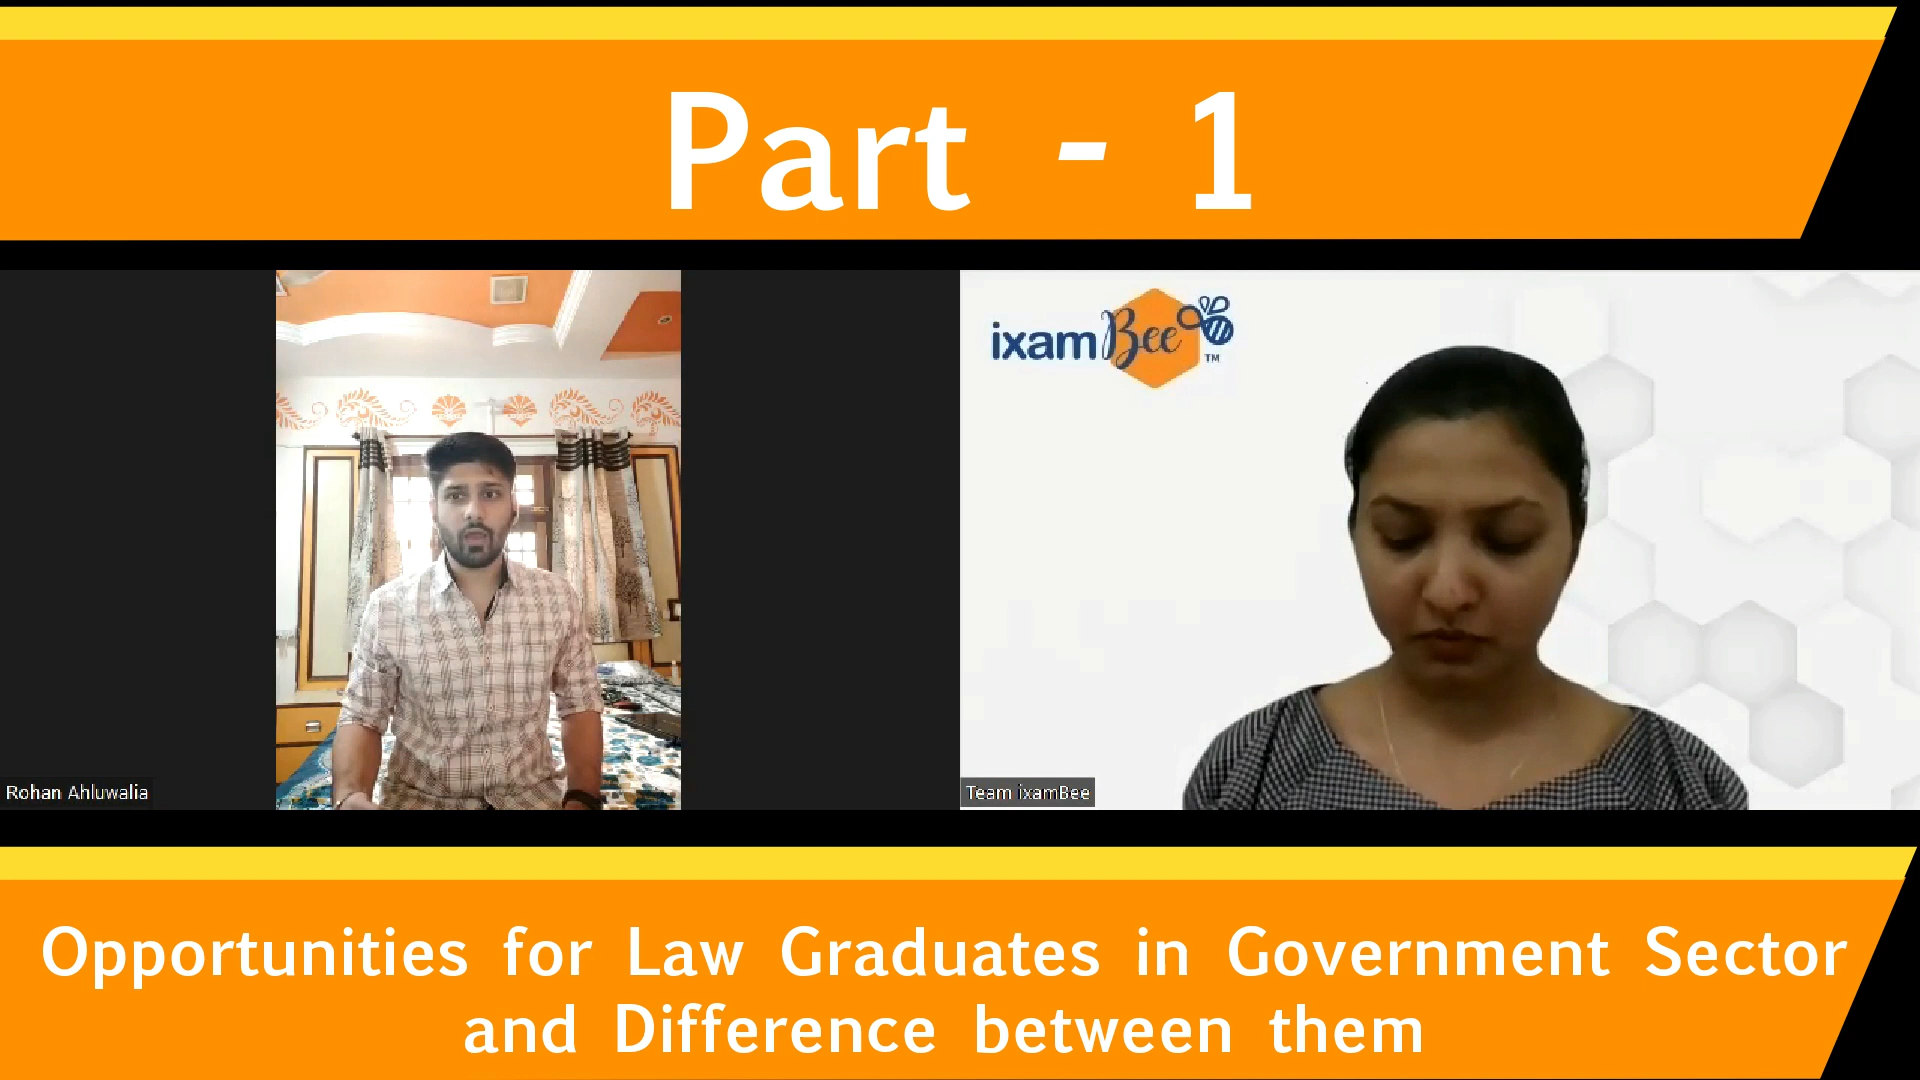 Part - 1
ixamBee TM
Rohan Ahluwalia
Team ixamBee
Opportunities for Law Graduates in Government Sector
and Difference between them